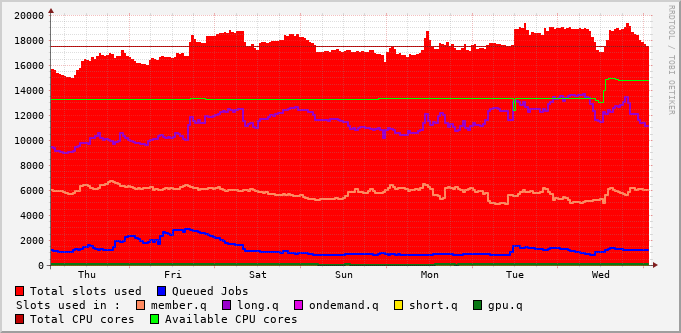 20000
18000
16000
14000
12000
10000
8000
6000
4000
2000
0
Thu Fri Sat Sun Mon Tue Wed
RRDTOOL / TOBI OETIKER
Total slots used Queued Jobs
Slots used in : member.q long.q ondemand.q short.q gpu.q
Total CPU cores Available CPU cores